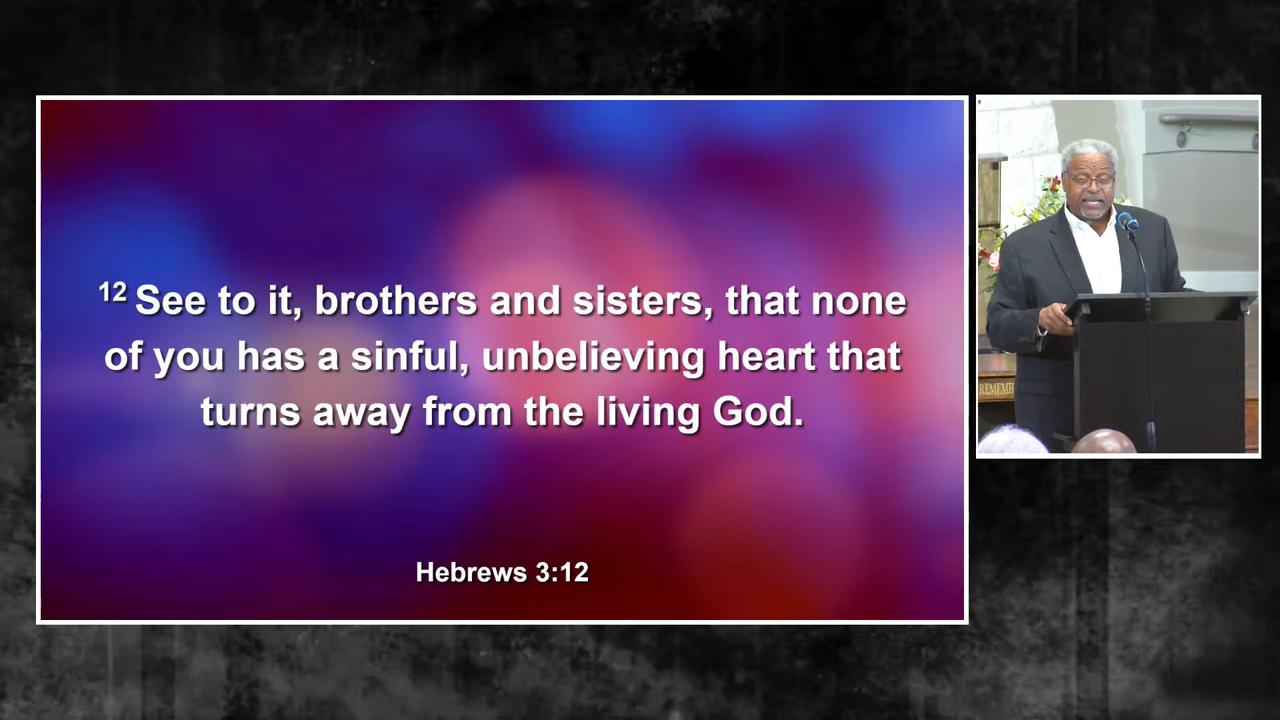 12 See to it, brothers and sisters, that none
of you has a sinful, unbelieving heart that
turns away from the living God.
Hebrews 3:12
REMEMB